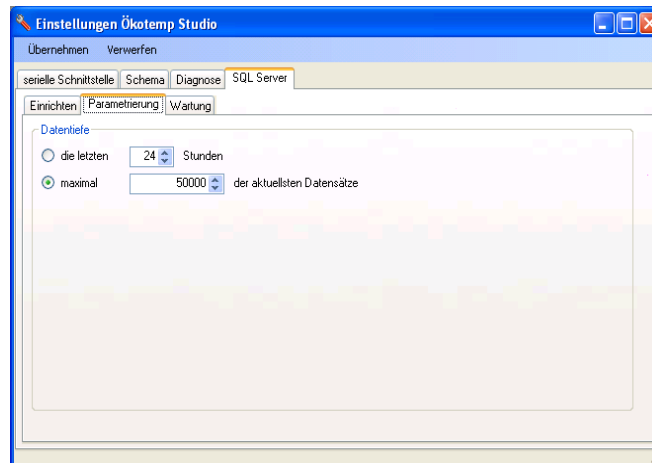 Einstellungen Ökotemp Studio
Übernehmen Verwerfen
serielle Schnittstelle Schema Diagnose SQL Server
Einrichten Parametrierung Wartung
Datentiefe
die letzten 24 Stunden
maximal 50000 der aktuellsten Datensätze